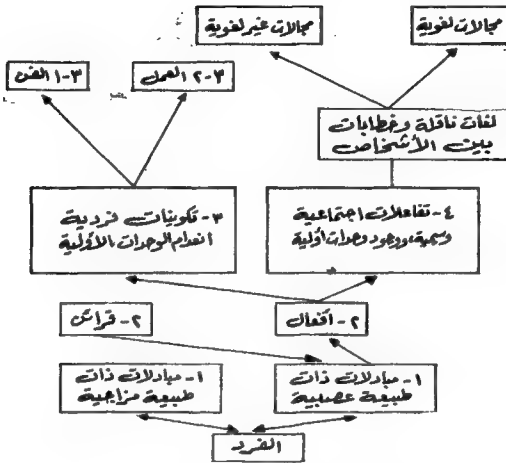 مجالات غير لغوية
مجالات لغوية
٣-١ الفن
٣-٢ العمل
لغات ناقلة وخطابات
بين الأشخاص
٣- تكوينات فردية
انعدام الوحدات الأولية
٤- تفاعلات اجتماعية
وسمية، ووجود وحدات أولية
٢- قرائن
٢- أفعال
١- مبادلات ذات
طبيعة مزاجية
١- مبادلات ذات
طبيعة عصبية
الفرد